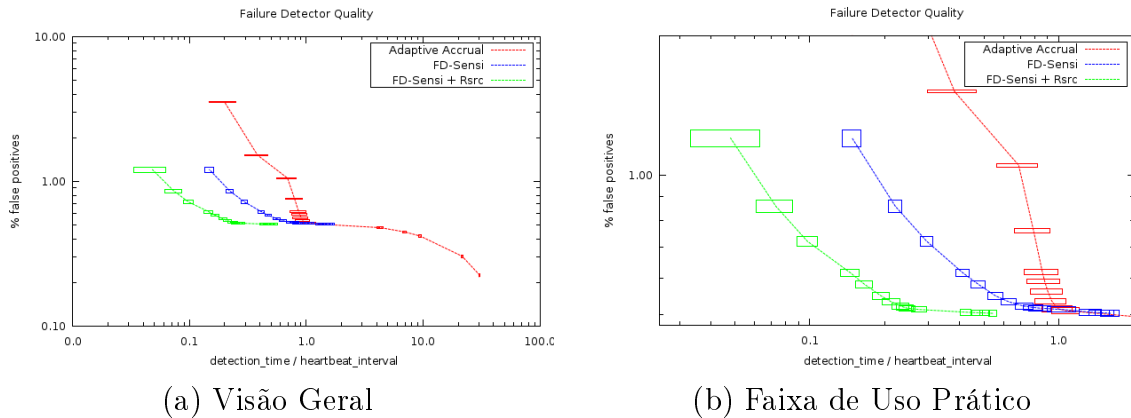 Failure Detector Quality
10.00
1.00
0.10
% false positives
Adaptive Accrual
FD-Sensi
FD-Sensi + Rsrc
0.0
0.1
1.0
10.0
100.0
detection_time / heartbeat_interval
(a) Visão Geral
Failure Detector Quality
1.00
% false positives
Adaptive Accrual
FD-Sensi
FD-Sensi + Rsrc
0.1
1.0
detection_time / heartbeat_interval
(b) Faixa de Uso Prático